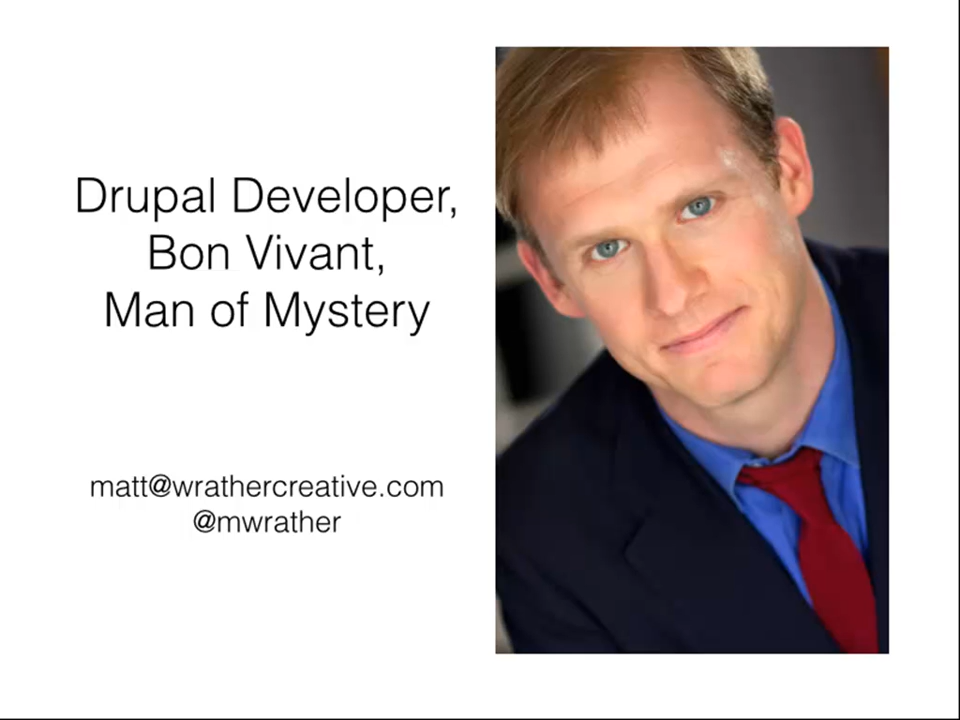 Drupal Developer,
Bon Vivant,
Man of Mystery
matt@wrathercreative.com
@mwrather